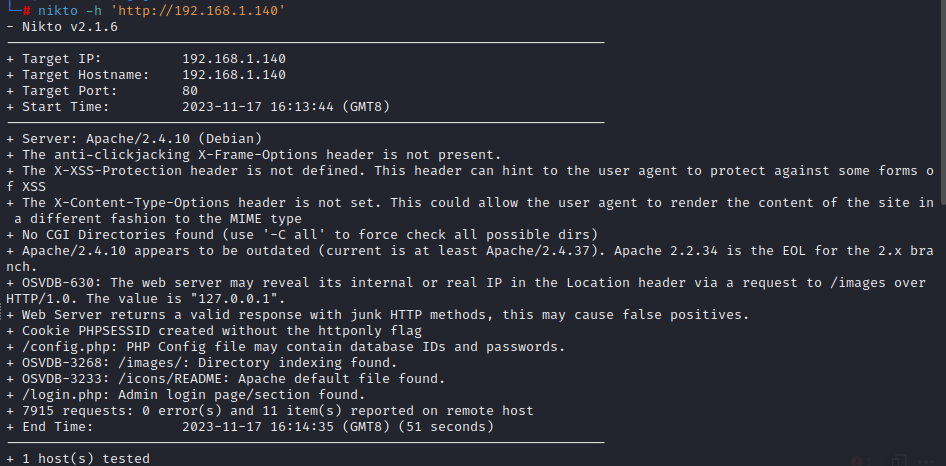 └─# nikto -h 'http://192.168.1.140'
- Nikto v2.1.6
---------------------------------------------------------------------------
+ Target IP:          192.168.1.140
+ Target Hostname:    192.168.1.140
+ Target Port:        80
+ Start Time:         2023-11-17 16:13:44 (GMT8)
---------------------------------------------------------------------------
+ Server: Apache/2.4.10 (Debian)
+ The anti-clickjacking X-Frame-Options header is not present.
+ The X-XSS-Protection header is not defined. This header can hint to the user agent to protect against some forms o
f XSS
+ The X-Content-Type-Options header is not set. This could allow the user agent to render the content of the site in
 a different fashion to the MIME type
+ No CGI Directories found (use '-C all' to force check all possible dirs)
+ Apache/2.4.10 appears to be outdated (current is at least Apache/2.4.37). Apache 2.2.34 is the EOL for the 2.x bra
nch.
+ OSVDB-630: The web server may reveal its internal or real IP in the Location header via a request to /images over
HTTP/1.0. The value is "127.0.0.1".
+ Web Server returns a valid response with junk HTTP methods, this may cause false positives.
+ Cookie PHPSESSID created without the httponly flag
+ /config.php: PHP Config file may contain database IDs and passwords.
+ OSVDB-3268: /images/: Directory indexing found.
+ OSVDB-3233: /icons/README: Apache default file found.
+ /login.php: Admin login page/section found.
+ 7915 requests: 0 error(s) and 11 item(s) reported on remote host
+ End Time:           2023-11-17 16:14:35 (GMT8) (51 seconds)
---------------------------------------------------------------------------
+ 1 host(s) tested